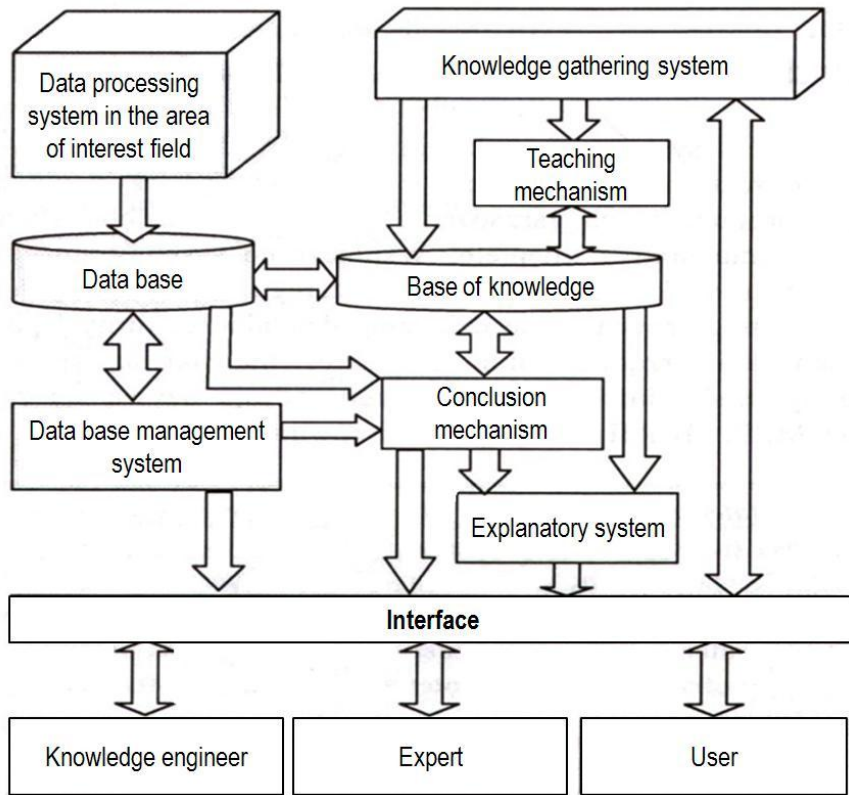 Data processing
system in the area
of interest field
Knowledge gathering system
Teaching
mechanism
Data base
Base of knowledge
Data base management
system
Conclusion
mechanism
Explanatory system
Interface
Knowledge engineer
Expert
User